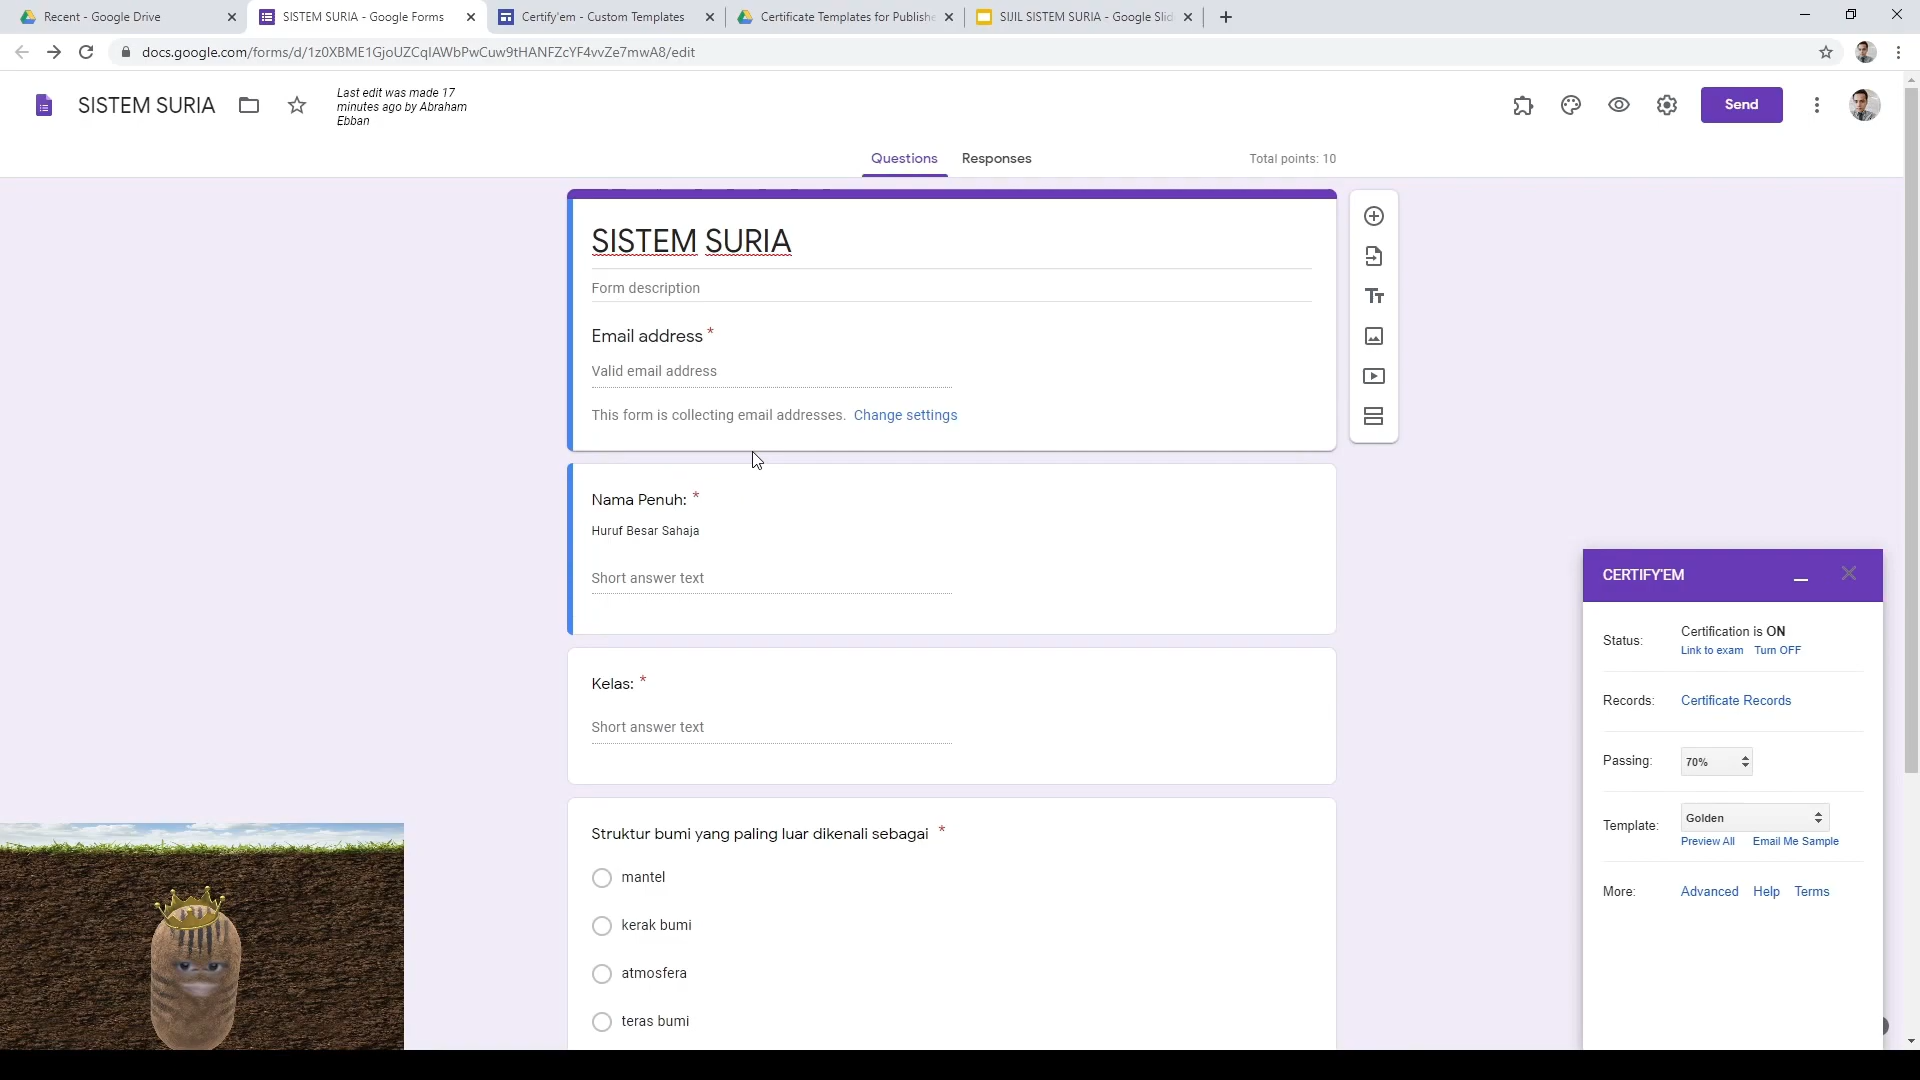 Recent - Google Drive
SISTEM SURIA - Google Forms
Certify'em - Custom Templates
Certificate Templates for Publishe
SIJIL SISTEM SURIA - Google Slid
docs.google.com/forms/d/1z0XBME1GjoUZCqIAWbPwCuw9tHANFZcYF4vvZe7mwA8/edit
SISTEM SURIA
Last edit was made 17
minutes ago by Abraham
Ebban
Send
Questions
Responses
Total points: 10
SISTEM SURIA
Form description
Email address *
Valid email address
This form is collecting email addresses. Change settings
Nama Penuh: *
Huruf Besar Sahaja
Short answer text
Kelas: *
Short answer text
Struktur bumi yang paling luar dikenali sebagai *
mantel
kerak bumi
atmosfera
teras bumi
CERTIFY'EM
Status:
Certification is ON
Link to exam Turn OFF
Records: Certificate Records
Passing: 70%
Template: Golden
Preview All Email Me Sample
More: Advanced Help Terms